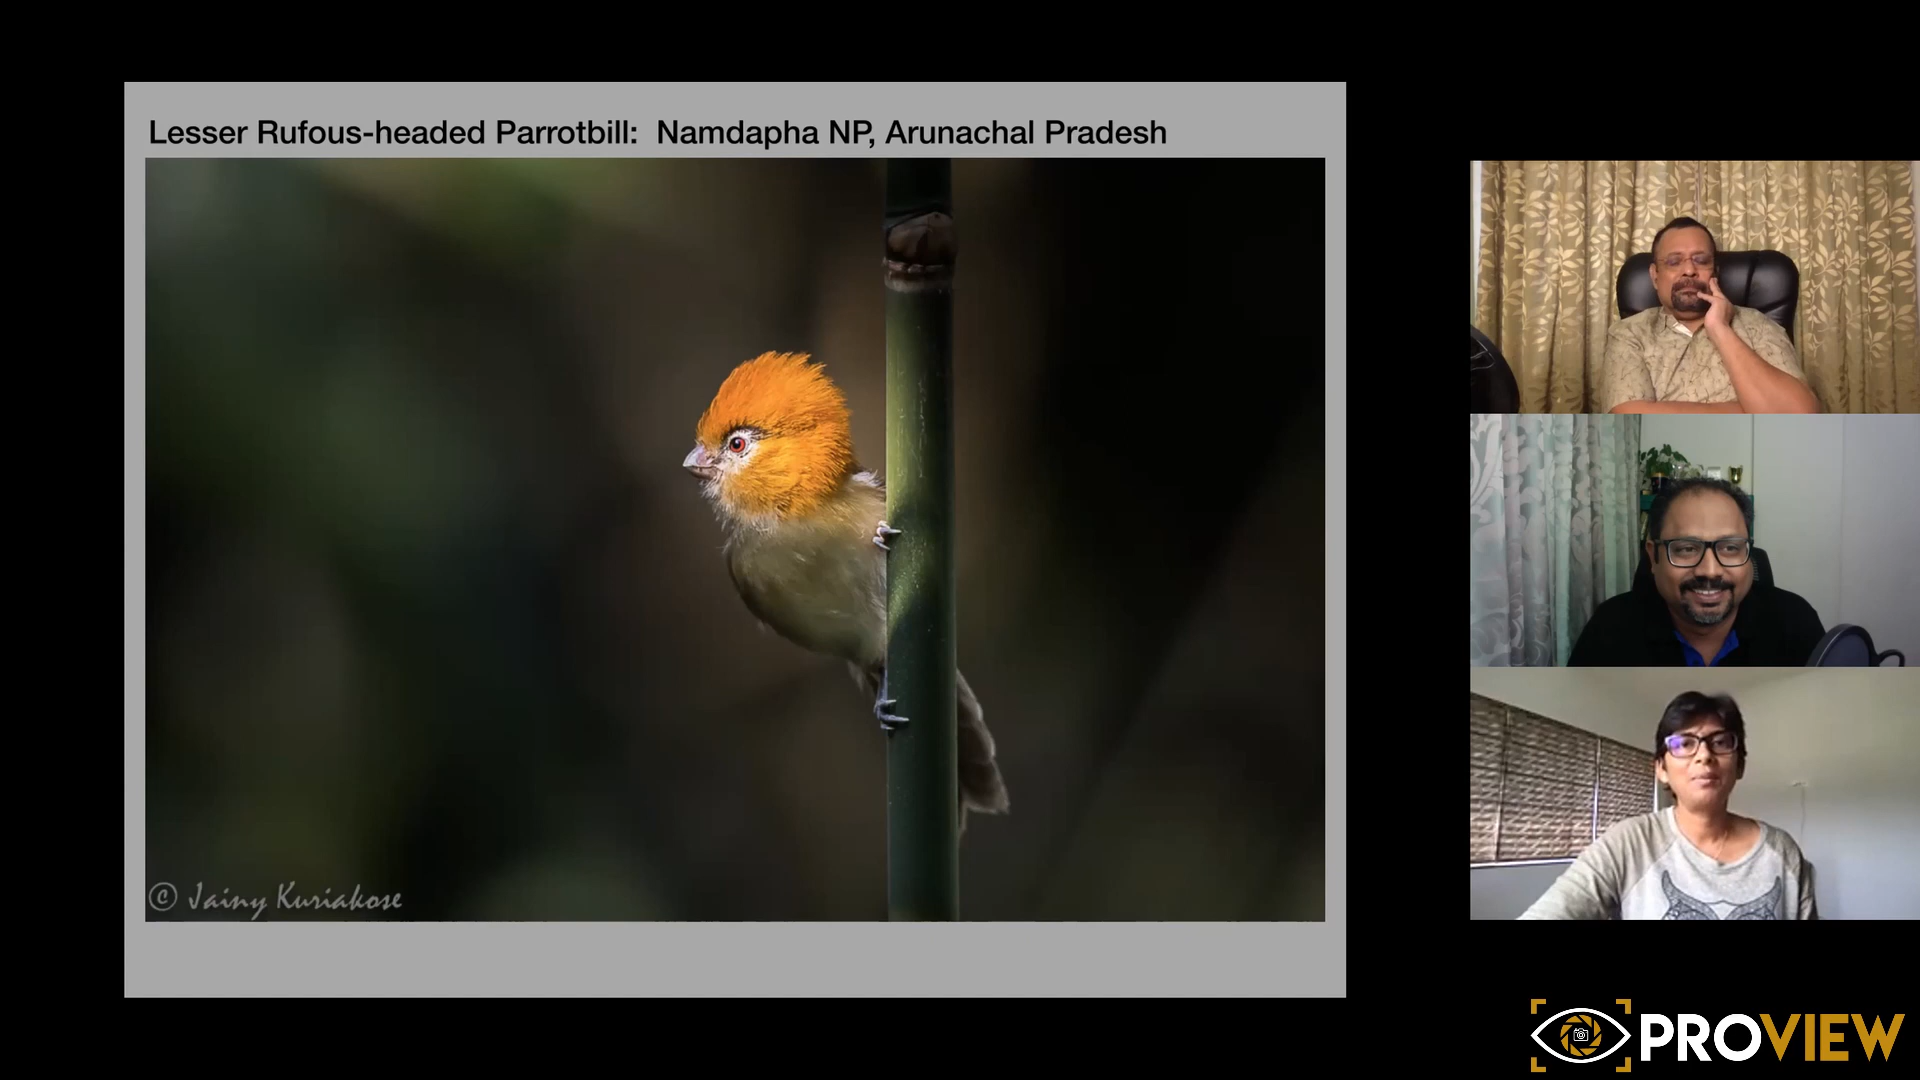 Lesser Rufous-headed Parrotbill:  Namdapha NP, Arunachal Pradesh
© Jainy Kuriakose
PROVIEW